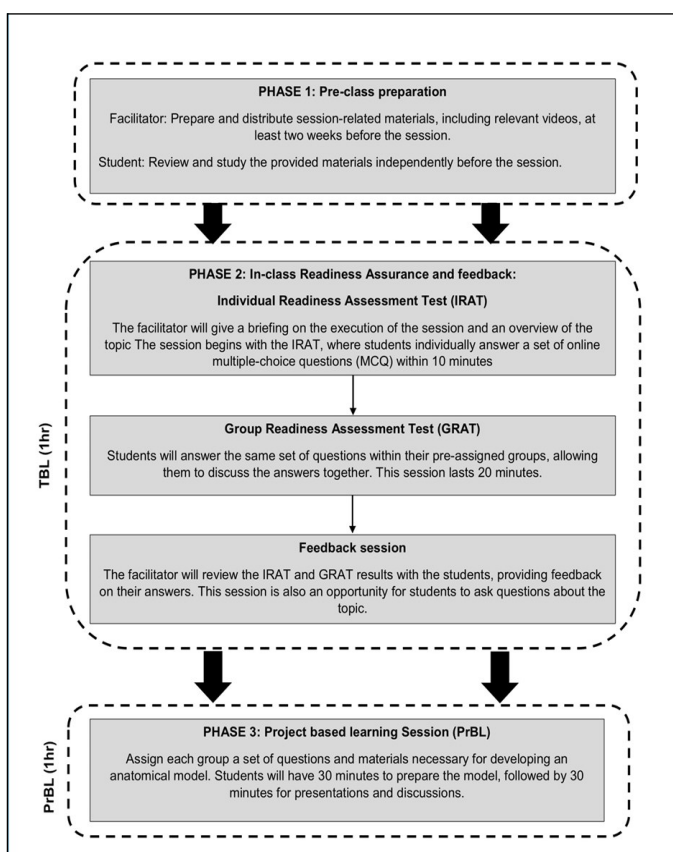 PHASE 1: Pre-class preparation
Facilitator: Prepare and distribute session-related materials, including relevant videos, at
least two weeks before the session.
Student: Review and study the provided materials independently before the session.
PHASE 2: In-class Readiness Assurance and feedback:
Individual Readiness Assessment Test (IRAT)
The facilitator will give a briefing on the execution of the session and an overview of the
topic The session begins with the IRAT, where students individually answer a set of online
multiple-choice questions (MCQ) within 10 minutes
Group Readiness Assessment Test (GRAT)
Students will answer the same set of questions within their pre-assigned groups, allowing
them to discuss the answers together. This session lasts 20 minutes.
Feedback session
The facilitator will review the IRAT and GRAT results with the students, providing feedback
on their answers. This session is also an opportunity for students to ask questions about the
topic.
TBL (1hr)
PHASE 3: Project based learning Session (PrBL)
Assign each group a set of questions and materials necessary for developing an
anatomical model. Students will have 30 minutes to prepare the model, followed by 30
minutes for presentations and discussions.
PrBL (1hr)